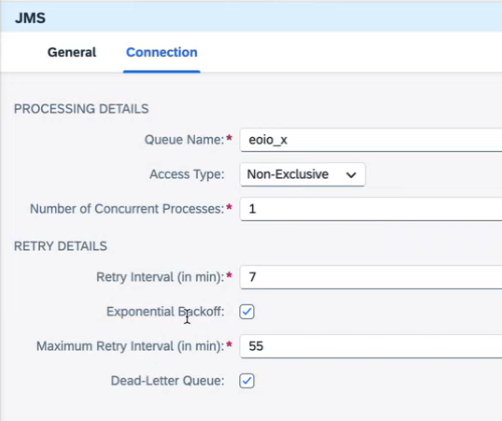 JMS
General Connection
PROCESSING DETAILS
Queue Name:* eoio_x
Access Type: Non-Exclusive
Number of Concurrent Processes:* 1
RETRY DETAILS
Retry Interval (in min):* 7
Exponential Backoff:
Maximum Retry Interval (in min):* 55
Dead-Letter Queue: